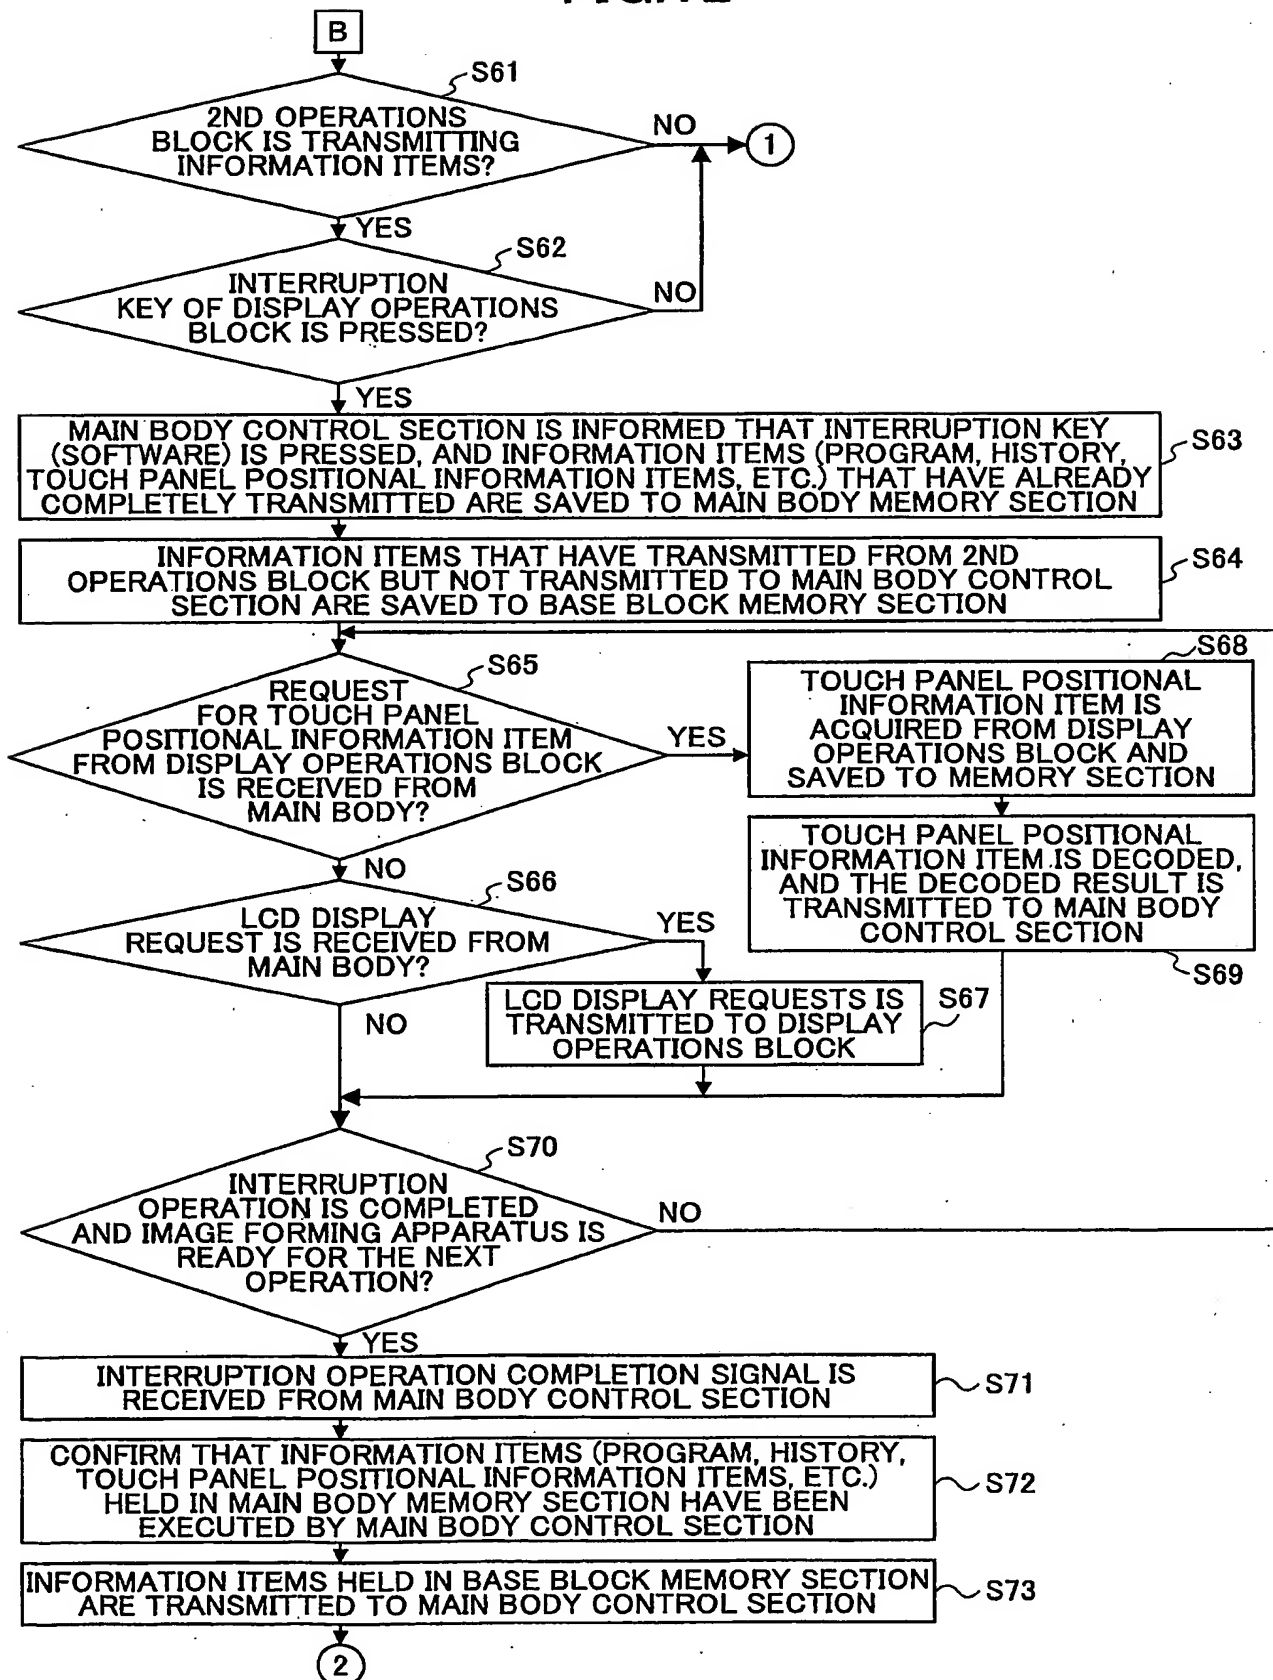 B
S61
2ND OPERATIONS
BLOCK IS TRANSMITTING
INFORMATION ITEMS?
NO
1
YES
S62
INTERRUPTION
KEY OF DISPLAY OPERATIONS
BLOCK IS PRESSED?
NO
YES
MAIN BODY CONTROL SECTION IS INFORMED THAT INTERRUPTION KEY
(SOFTWARE) IS PRESSED, AND INFORMATION ITEMS (PROGRAM, HISTORY,
TOUCH PANEL POSITIONAL INFORMATION ITEMS, ETC.) THAT HAVE ALREADY
COMPLETELY TRANSMITTED ARE SAVED TO MAIN BODY MEMORY SECTION
S63
INFORMATION ITEMS THAT HAVE TRANSMITTED FROM 2ND
OPERATIONS BLOCK BUT NOT TRANSMITTED TO MAIN BODY CONTROL
SECTION ARE SAVED TO BASE BLOCK MEMORY SECTION
S64
S65
REQUEST
FOR TOUCH PANEL
POSITIONAL INFORMATION ITEM
FROM DISPLAY OPERATIONS BLOCK
IS RECEIVED FROM
MAIN BODY?
YES
NO
S68
TOUCH PANEL POSITIONAL
INFORMATION ITEM IS
ACQUIRED FROM DISPLAY
OPERATIONS BLOCK AND
SAVED TO MEMORY SECTION
TOUCH PANEL POSITIONAL
INFORMATION ITEM IS DECODED,
AND THE DECODED RESULT IS
TRANSMITTED TO MAIN BODY
CONTROL SECTION
S69
S66
LCD DISPLAY
REQUEST IS RECEIVED FROM
MAIN BODY?
YES
NO
LCD DISPLAY REQUESTS IS
TRANSMITTED TO DISPLAY
OPERATIONS BLOCK
S67
S70
INTERRUPTION
OPERATION IS COMPLETED
AND IMAGE FORMING APPARATUS IS
READY FOR THE NEXT
OPERATION?
NO
YES
INTERRUPTION OPERATION COMPLETION SIGNAL IS
RECEIVED FROM MAIN BODY CONTROL SECTION
S71
CONFIRM THAT INFORMATION ITEMS (PROGRAM, HISTORY,
TOUCH PANEL POSITIONAL INFORMATION ITEMS, ETC.)
HELD IN MAIN BODY MEMORY SECTION HAVE BEEN
EXECUTED BY MAIN BODY CONTROL SECTION
S72
INFORMATION ITEMS HELD IN BASE BLOCK MEMORY SECTION
ARE TRANSMITTED TO MAIN BODY CONTROL SECTION
S73
2